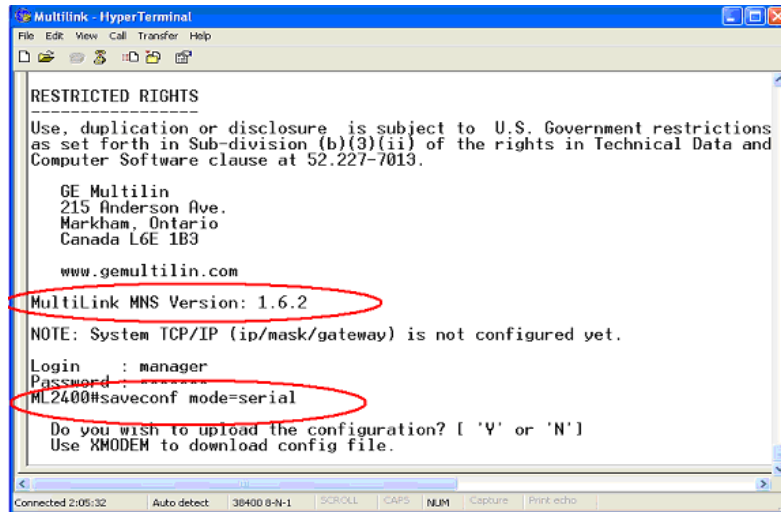 Multilink - HyperTerminal
File Edit View Call Transfer Help
RESTRICTED RIGHTS
-----------------
Use, duplication or disclosure is subject to U.S. Government restrictions
as set forth in Sub-division (b)(3)(ii) of the rights in Technical Data and
Computer Software clause at 52.227-7013.
GE Multilin
215 Anderson Ave.
Markham, Ontario
Canada L6E 1B3
www.gemultilin.com
MultiLink MNS Version: 1.6.2
NOTE: System TCP/IP (ip/mask/gateway) is not configured yet.
Login : manager
Password : *******
ML2400#saveconf mode=serial
Do you wish to upload the configuration? [ 'Y' or 'N']
Use XMODEM to download config file.
Connected 2:05:32 Auto detect 38400 8-N-1 SCROLL CAPS NUM Capture Print echo